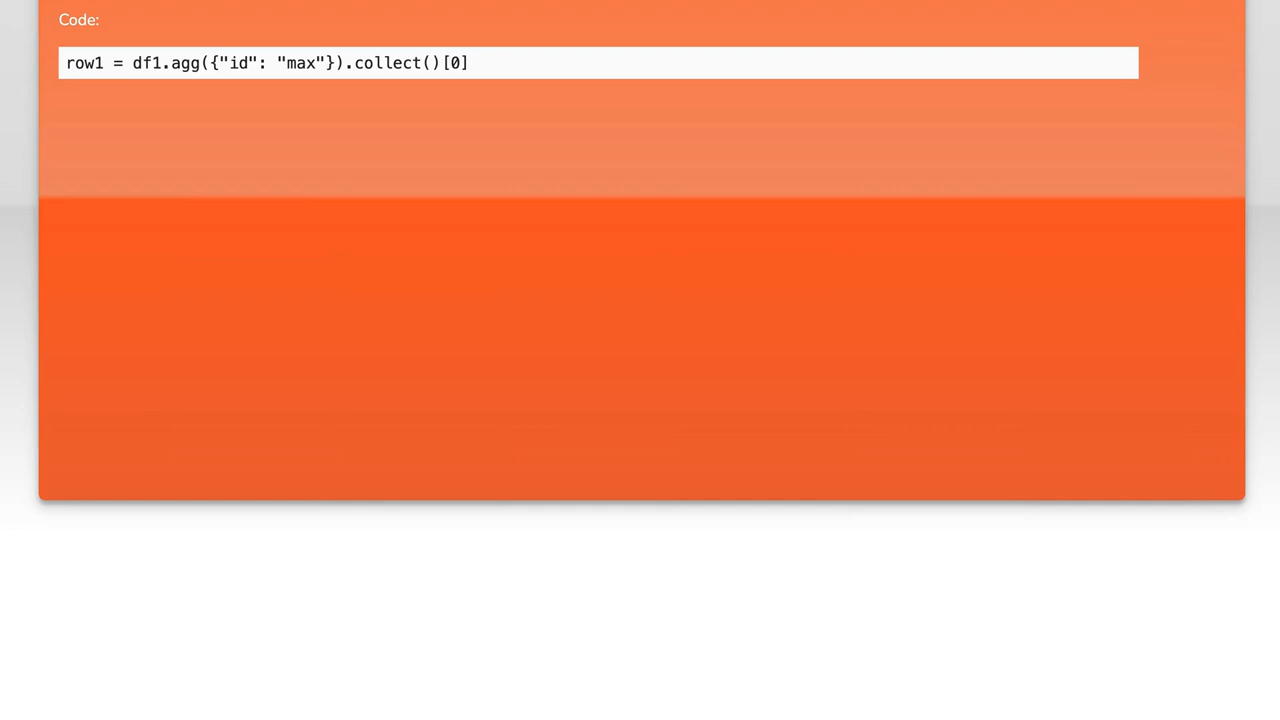 Code:
row1 = df1.agg({"id": "max"}).collect()[0]